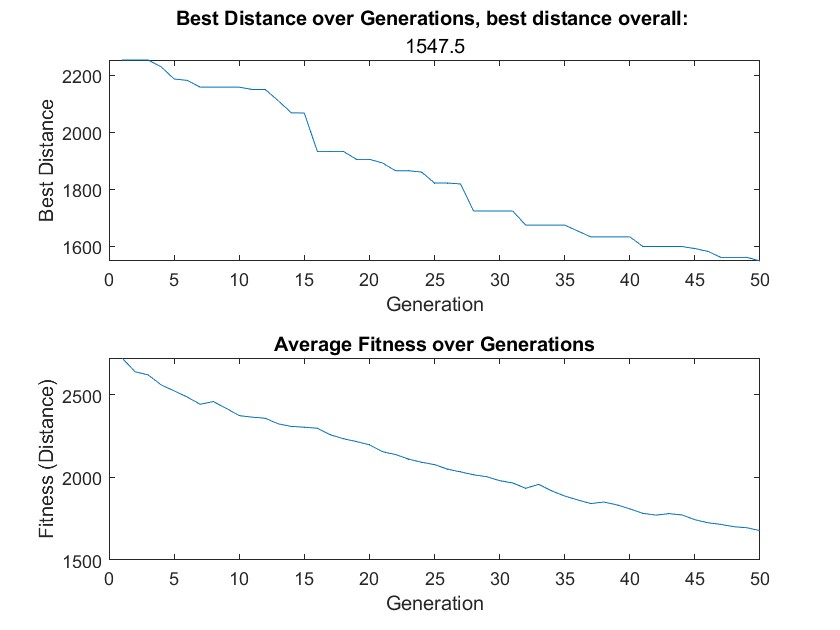 Best Distance over Generations, best distance overall:
1547.5
2200
2000
1800
1600
Best Distance
0 5 10 15 20 25 30 35 40 45 50
Generation
Average Fitness over Generations
2500
2000
1500
Fitness (Distance)
0 5 10 15 20 25 30 35 40 45 50
Generation